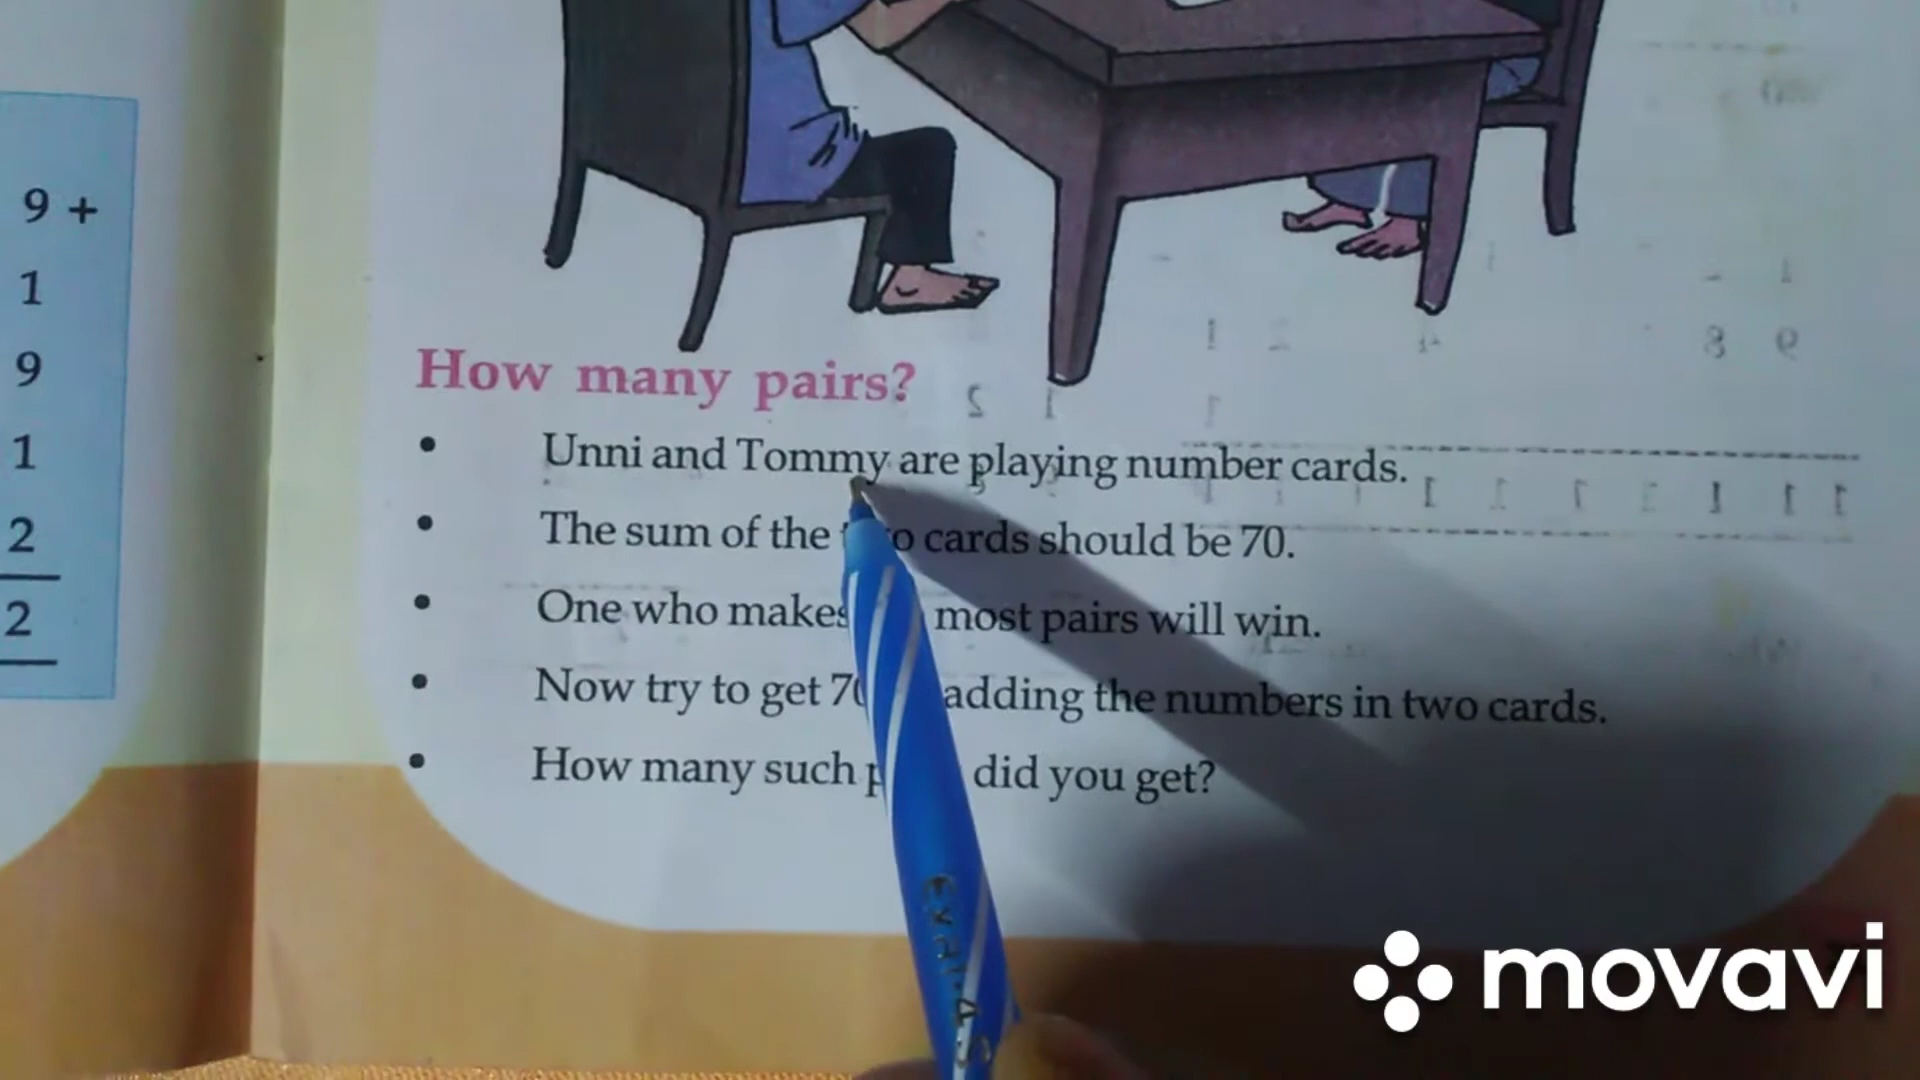 9 +
1
9
1
2
2
How many pairs?
• Unni and Tommy are playing number cards.
• The sum of the cards should be 70.
• One who makes most pairs will win.
• Now try to get 70 adding the numbers in two cards.
• How many such did you get?
movavi